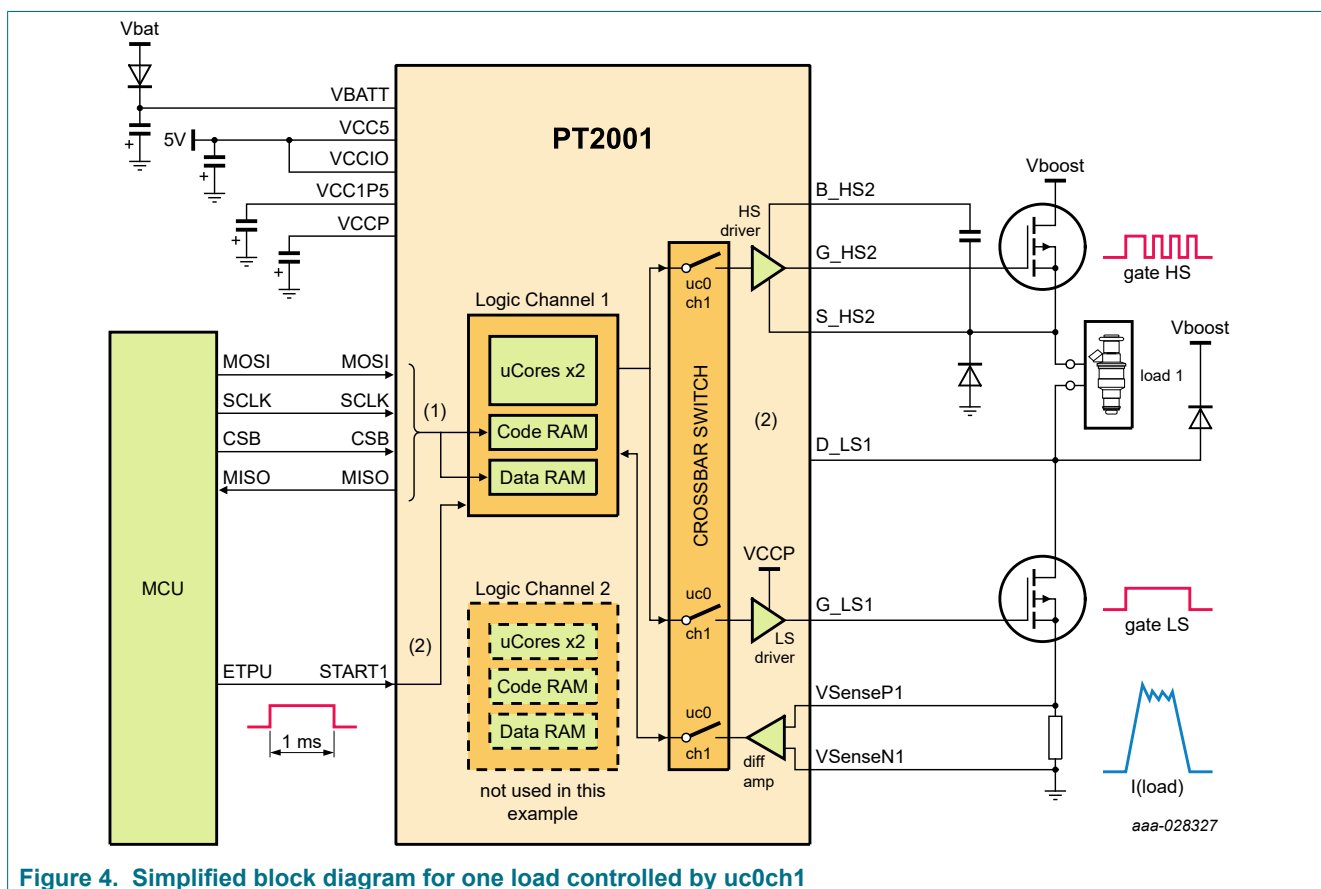 Vbat
VBATT
5V
VCC5
VCCIO
VCC1P5
VCCP
PT2001
B_HS2
HS
driver
G_HS2
S_HS2
Vboost
gate HS
Vboost
load 1
D_LS1
MCU
MOSI
MOSI
SCLK
SCLK
CSB
CSB
MISO
MISO
(1)
Logic Channel 1
uCores x2
Code RAM
Data RAM
CROSSBAR SWITCH
uc0
ch1
(2)
VCCP
uc0
ch1
G_LS1
LS
driver
gate LS
Logic Channel 2
uCores x2
Code RAM
Data RAM
not used in this
example
(2)
ETPU
START1
1 ms
uc0
ch1
diff
amp
VSenseP1
VSenseN1
I(load)
aaa-028327
Figure 4. Simplified block diagram for one load controlled by uc0ch1